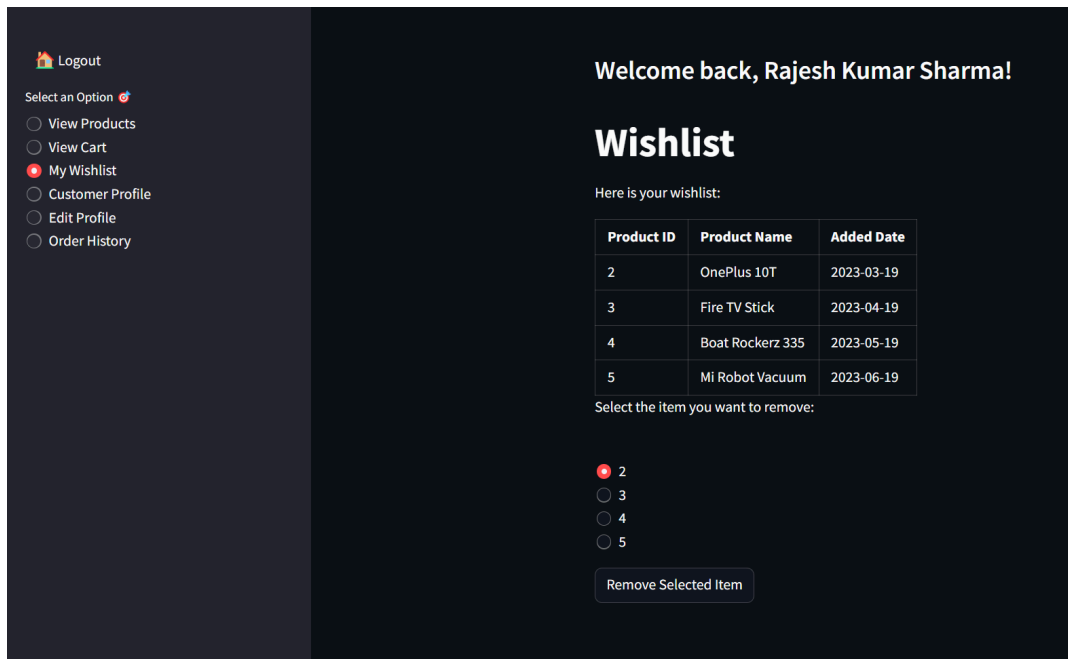 Logout
Select an Option
View Products
View Cart
My Wishlist
Customer Profile
Edit Profile
Order History
Welcome back, Rajesh Kumar Sharma!
Wishlist
Here is your wishlist:
Product ID Product Name Added Date
2 OnePlus 10T 2023-03-19
3 Fire TV Stick 2023-04-19
4 Boat Rockerz 335 2023-05-19
5 Mi Robot Vacuum 2023-06-19
Select the item you want to remove:
2
3
4
5
Remove Selected Item